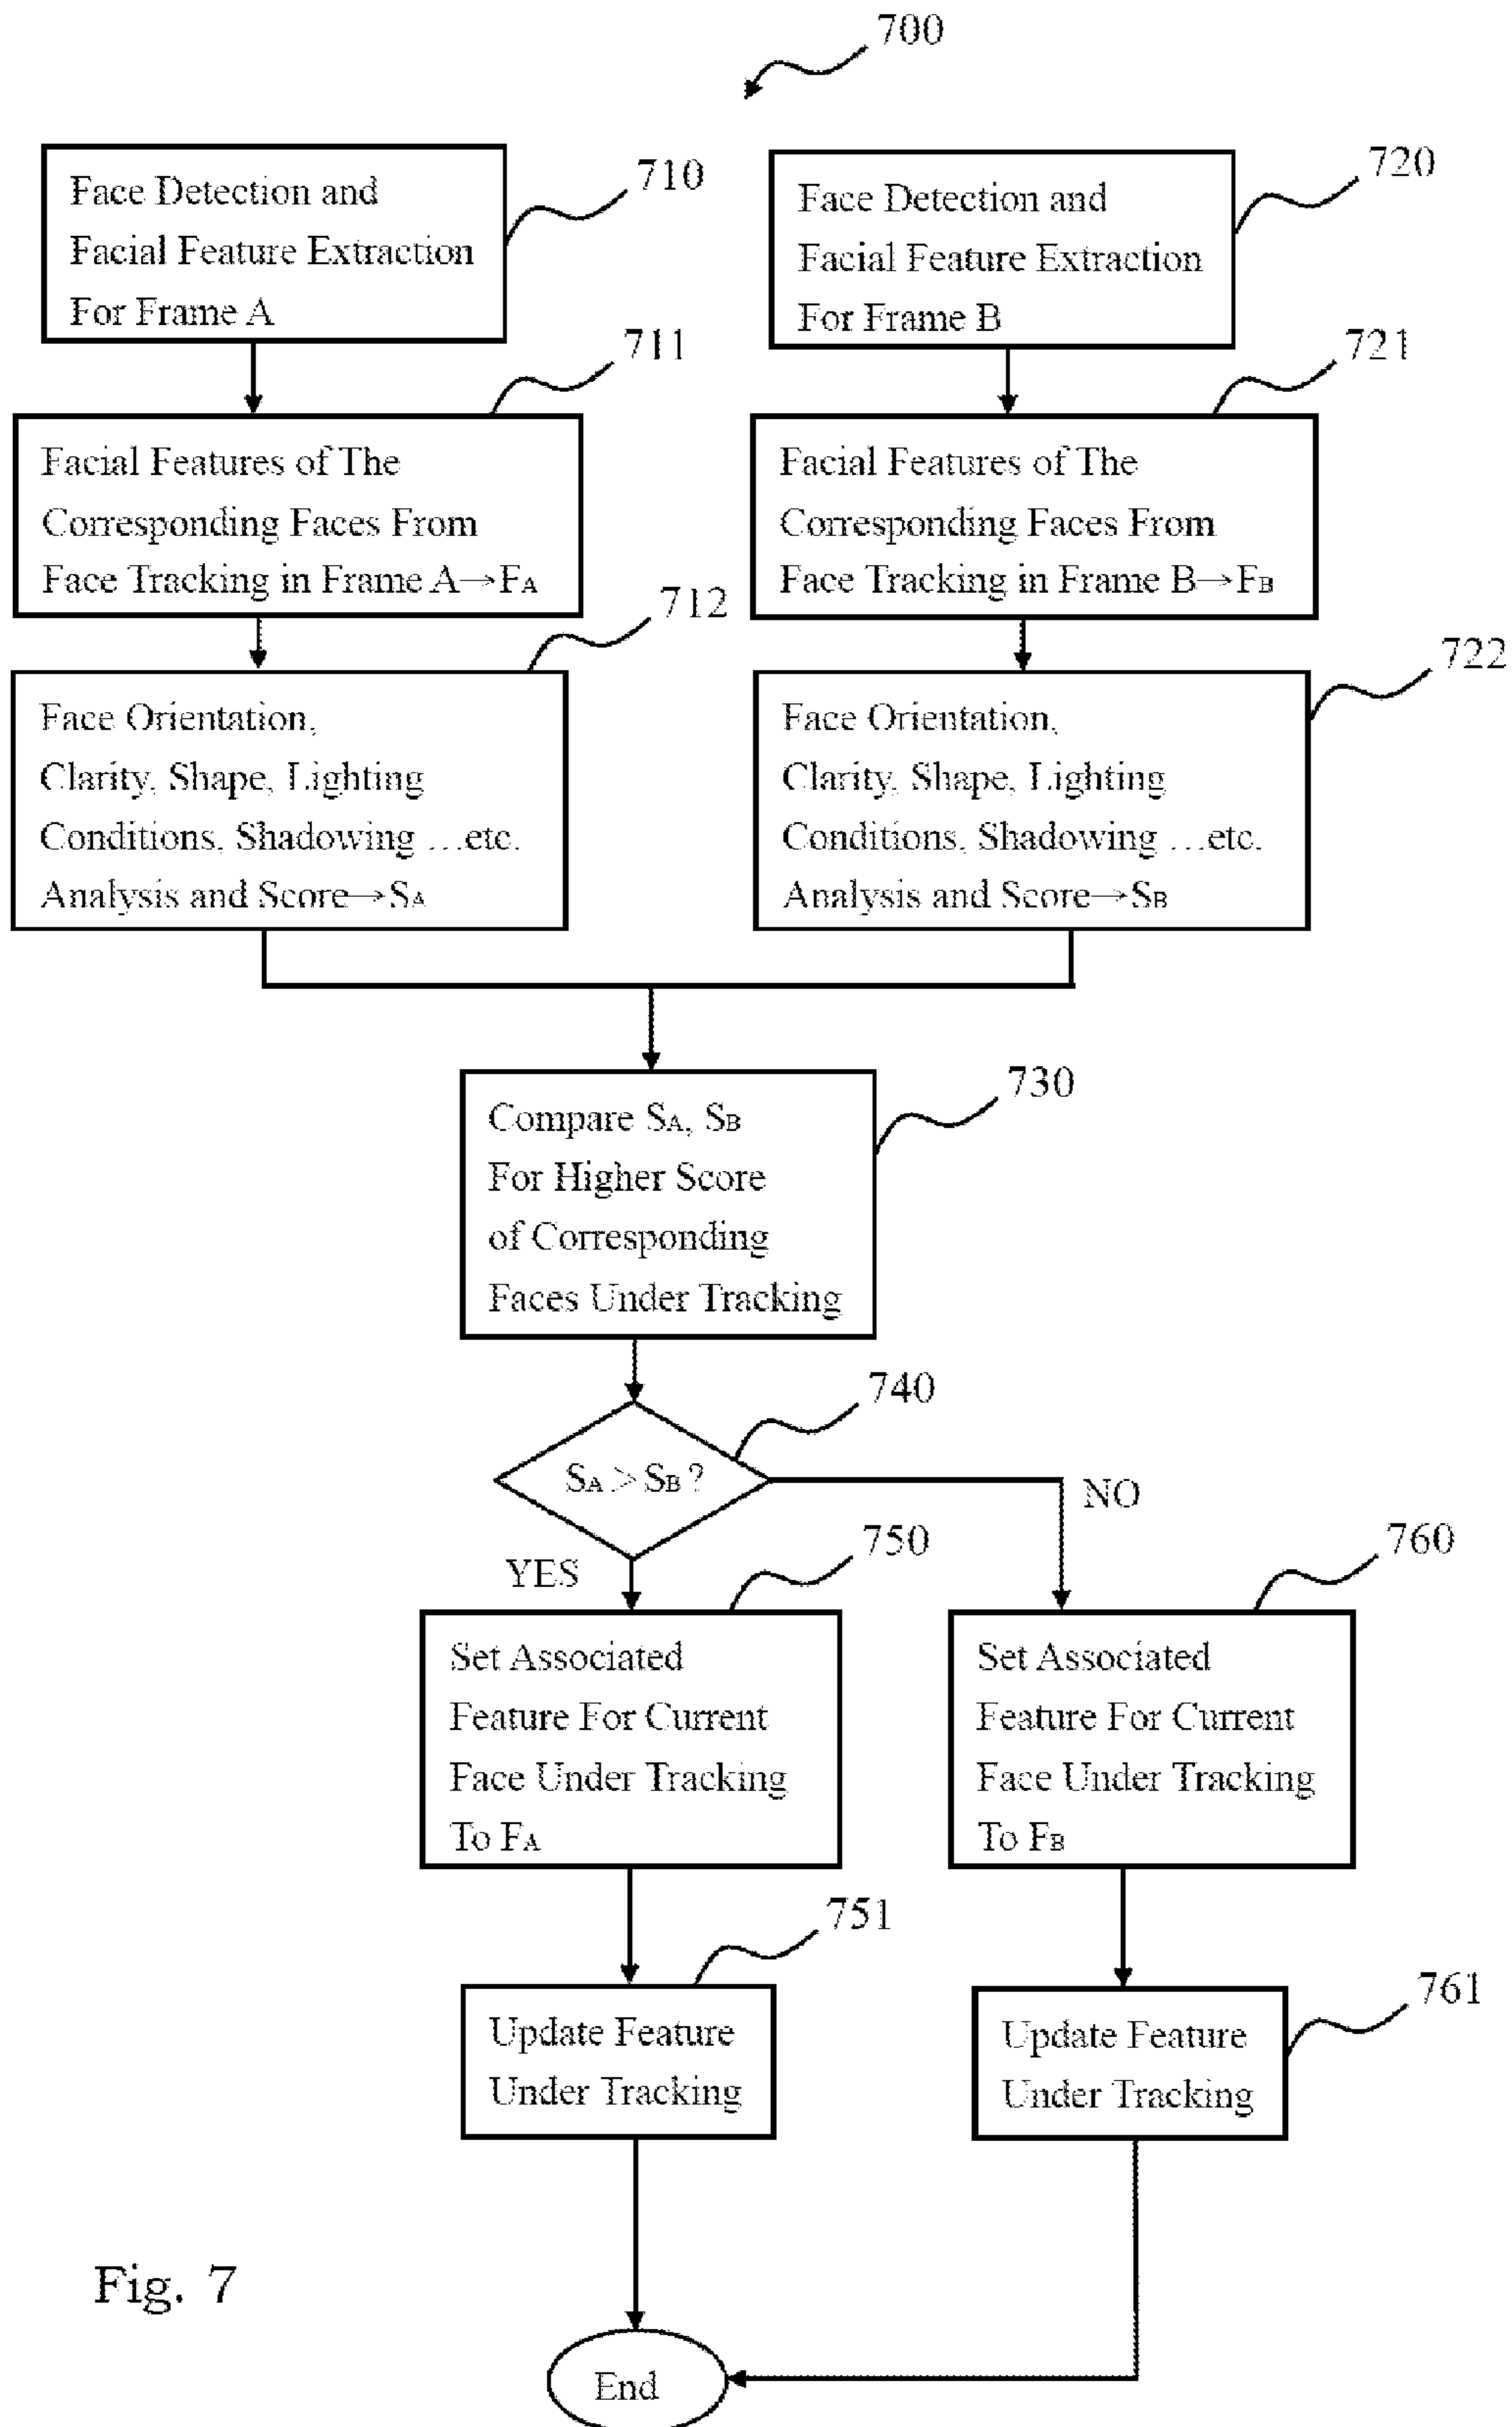 700
710
Face Detection and
Facial Feature Extraction
For Frame A
720
Face Detection and
Facial Feature Extraction
For Frame B
711
Facial Features of The
Corresponding Faces From
Face Tracking in Frame A→FA
721
Facial Features of The
Corresponding Faces From
Face Tracking in Frame B→FB
712
Face Orientation,
Clarity, Shape, Lighting
Conditions, Shadowing …etc.
Analysis and Score→SA
722
Face Orientation,
Clarity, Shape, Lighting
Conditions, Shadowing …etc.
Analysis and Score→SB
730
Compare SA, SB
For Higher Score
of Corresponding
Faces Under Tracking
740
SA > SB ?
NO
YES
750
Set Associated
Feature For Current
Face Under Tracking
To FA
760
Set Associated
Feature For Current
Face Under Tracking
To FB
751
Update Feature
Under Tracking
761
Update Feature
Under Tracking
Fig. 7
End